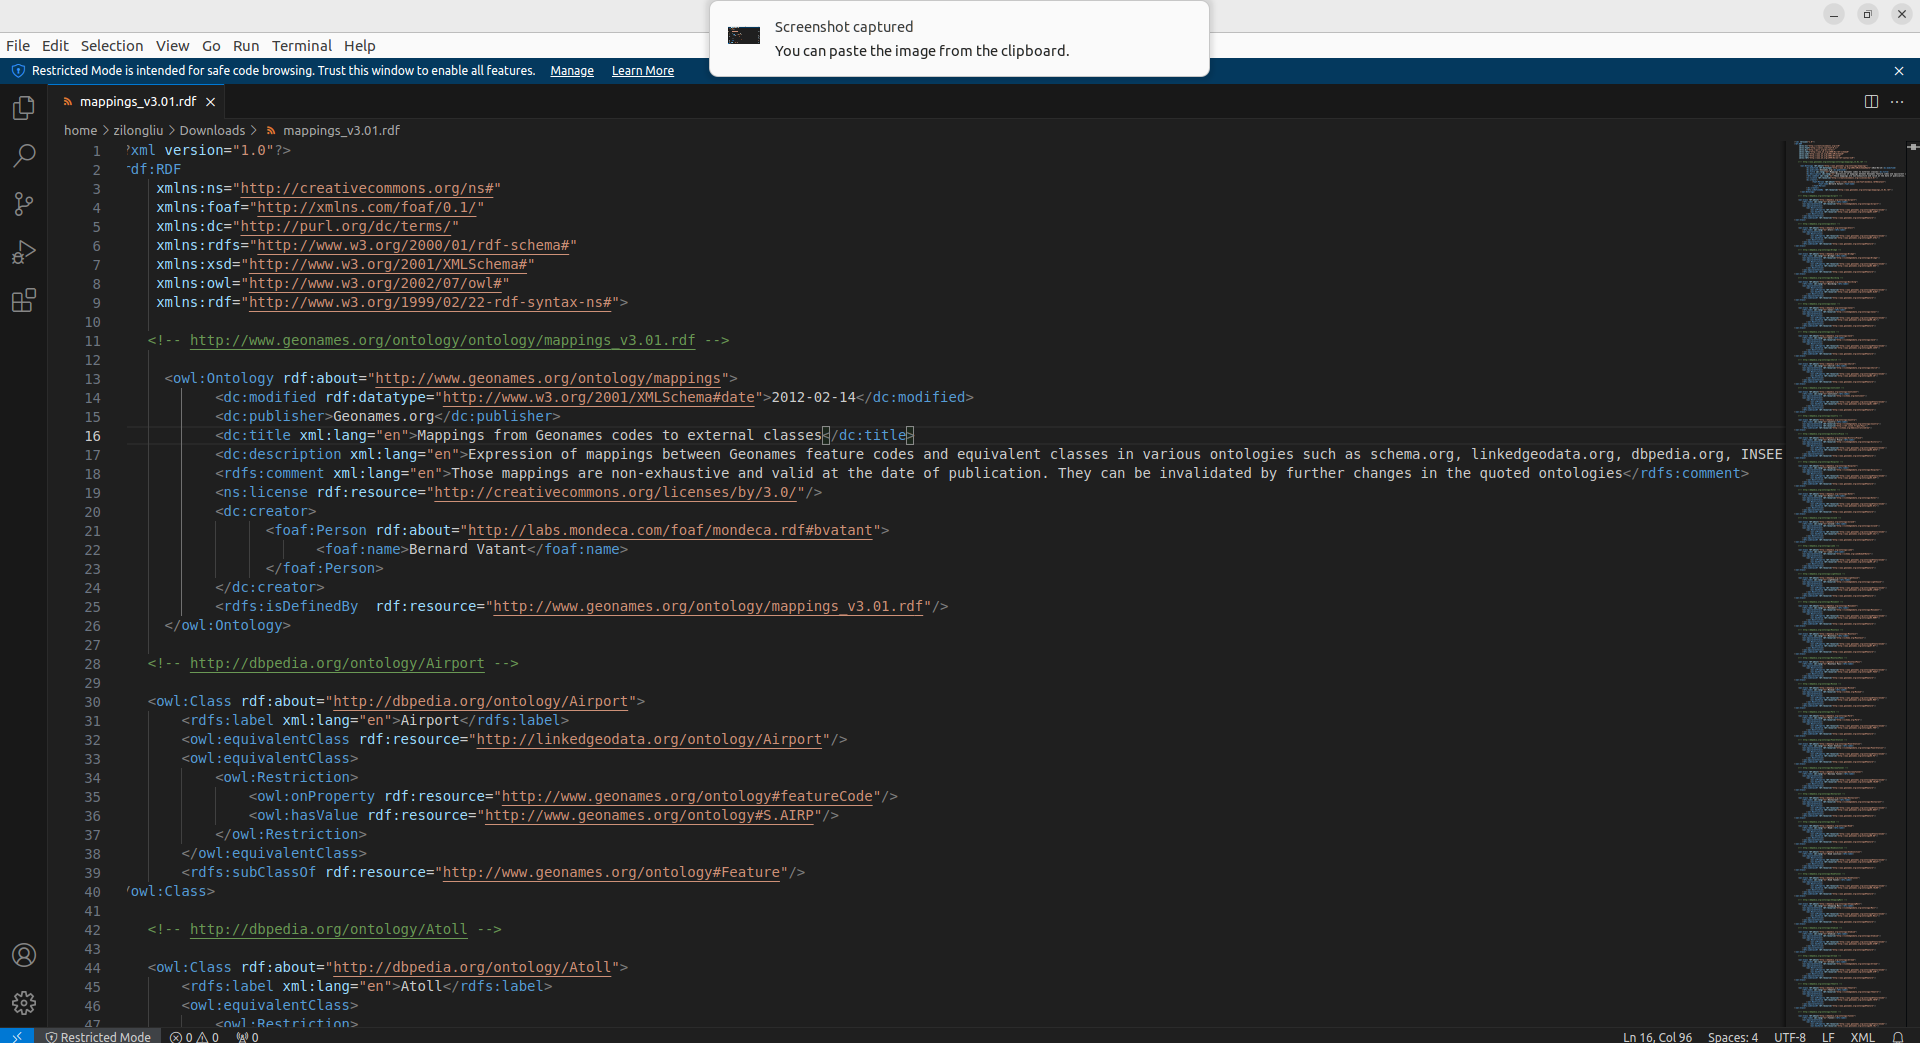 Screenshot captured
You can paste the image from the clipboard.
File Edit Selection View Go Run Terminal Help
Restricted Mode is intended for safe code browsing. Trust this window to enable all features. Manage Learn More
mappings_v3.01.rdf
home > zilongliu > Downloads > mappings_v3.01.rdf
1 ?xml version="1.0"?>
2 rdf:RDF
3 xmlns:ns="http://creativecommons.org/ns#"
4 xmlns:foaf="http://xmlns.com/foaf/0.1/"
5 xmlns:dc="http://purl.org/dc/terms/"
6 xmlns:rdfs="http://www.w3.org/2000/01/rdf-schema#"
7 xmlns:xsd="http://www.w3.org/2001/XMLSchema#"
8 xmlns:owl="http://www.w3.org/2002/07/owl#"
9 xmlns:rdf="http://www.w3.org/1999/02/22-rdf-syntax-ns#">
10
11 <!-- http://www.geonames.org/ontology/ontology/mappings_v3.01.rdf -->
12
13 <owl:Ontology rdf:about="http://www.geonames.org/ontology/mappings">
14 <dc:modified rdf:datatype="http://www.w3.org/2001/XMLSchema#date">2012-02-14</dc:modified>
15 <dc:publisher>Geonames.org</dc:publisher>
16 <dc:title xml:lang="en">Mappings from Geonames codes to external classes</dc:title>
17 <dc:description xml:lang="en">Expression of mappings between Geonames feature codes and equivalent classes in various ontologies such as schema.org, linkedgeodata.org, dbpedia.org, INSEE
18 <rdfs:comment xml:lang="en">Those mappings are non-exhaustive and valid at the date of publication. They can be invalidated by further changes in the quoted ontologies</rdfs:comment>
19 <ns:license rdf:resource="http://creativecommons.org/licenses/by/3.0/"/>
20 <dc:creator>
21 <foaf:Person rdf:about="http://labs.mondeca.com/foaf/mondeca.rdf#bvatant">
22 <foaf:name>Bernard Vatant</foaf:name>
23 </foaf:Person>
24 </dc:creator>
25 <rdfs:isDefinedBy  rdf:resource="http://www.geonames.org/ontology/mappings_v3.01.rdf"/>
26 </owl:Ontology>
27
28 <!-- http://dbpedia.org/ontology/Airport -->
29
30 <owl:Class rdf:about="http://dbpedia.org/ontology/Airport">
31 <rdfs:label xml:lang="en">Airport</rdfs:label>
32 <owl:equivalentClass rdf:resource="http://linkedgeodata.org/ontology/Airport"/>
33 <owl:equivalentClass>
34 <owl:Restriction>
35 <owl:onProperty rdf:resource="http://www.geonames.org/ontology#featureCode"/>
36 <owl:hasValue rdf:resource="http://www.geonames.org/ontology#S.AIRP"/>
37 </owl:Restriction>
38 </owl:equivalentClass>
39 <rdfs:subClassOf rdf:resource="http://www.geonames.org/ontology#Feature"/>
40 /owl:Class>
41
42 <!-- http://dbpedia.org/ontology/Atoll -->
43
44 <owl:Class rdf:about="http://dbpedia.org/ontology/Atoll">
45 <rdfs:label xml:lang="en">Atoll</rdfs:label>
46 <owl:equivalentClass>
47 <owl:Restriction>
Restricted Mode 0 0 0 Ln 16, Col 96 Spaces: 4 UTF-8 LF XML